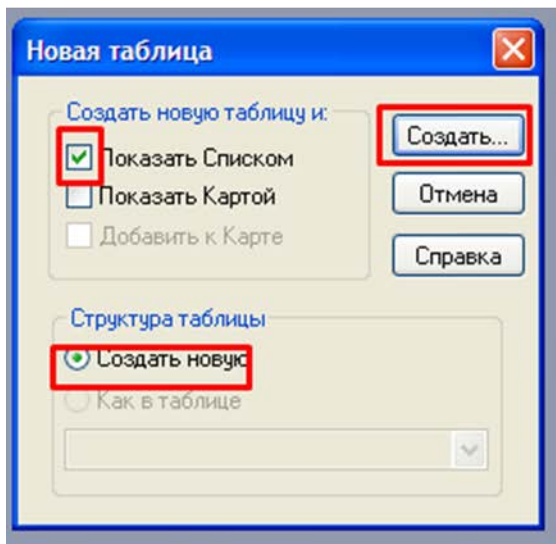 Новая таблица
Создать новую таблицу и:
Показать Списком
Показать Картой
Добавить к Карте
Создать...
Отмена
Справка
Структура таблицы
Создать новую
Как в таблице